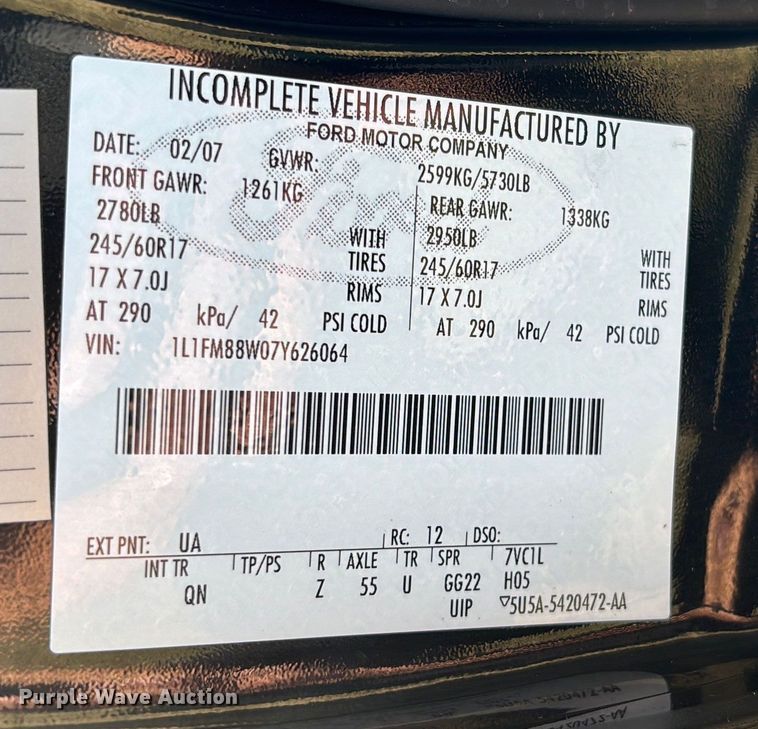 INCOMPLETE VEHICLE MANUFACTURED BY
FORD MOTOR COMPANY
DATE: 02/07 GVWR: 2599KG/5730LB
FRONT GAWR: 1261KG REAR GAWR: 1338KG
2780LB WITH 2950LB WITH
245/60R17 TIRES 245/60R17 TIRES
17 X 7.0J RIMS 17 X 7.0J RIMS
AT 290 kPa/ 42 PSI COLD AT 290 kPa/ 42 PSI COLD
VIN: 1L1FM88W07Y626064
EXT PNT: UA RC: 12 DSO:
INT TR TP/PS R AXLE TR SPR 7VC1L
QN Z 55 U GG22 H05
UIP ▽5U5A-5420472-AA
Purple Wave Auction